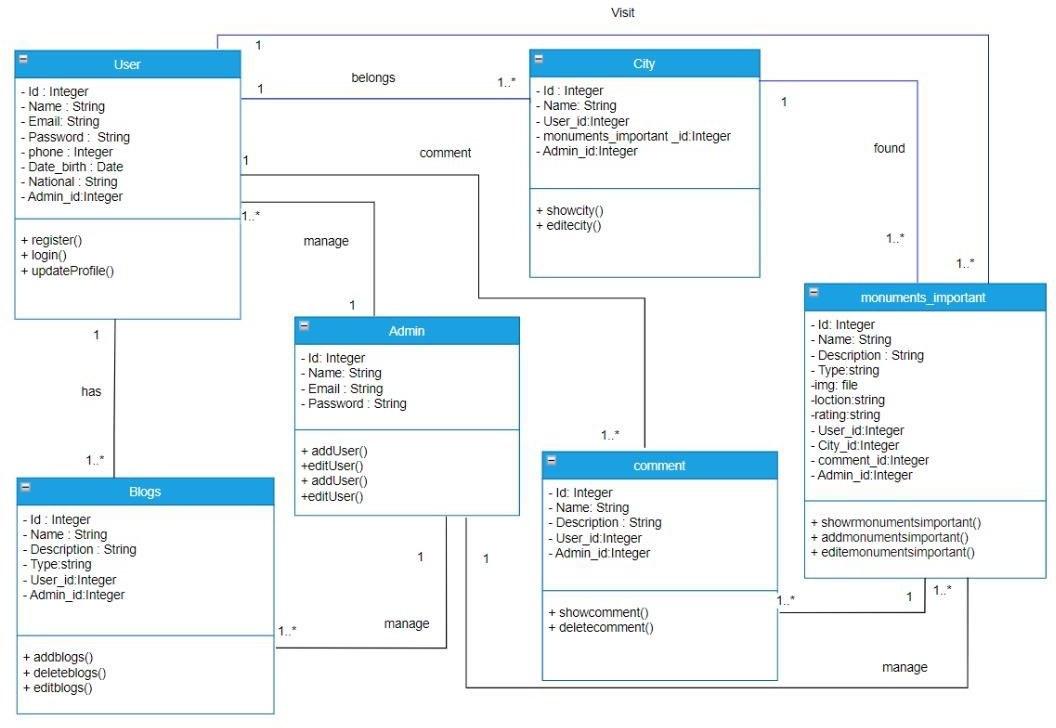 Visit
1
User
- Id : Integer
- Name : String
- Email: String
- Password : String
- phone : Integer
- Date_birth : Date
- National : String
- Admin_id:Integer
+ register()
+ login()
+ updateProfile()
1
belongs
1..*
City
- Id : Integer
- Name: String
- User_id:Integer
- monuments_important _id:Integer
- Admin_id:Integer
+ showcity()
+ editecity()
1
found
1..*
1..*
1
comment
1..*
1..*
manage
1
Admin
- Id: Integer
- Name: String
- Email : String
- Password : String
+ addUser()
+editUser()
+ addUser()
+editUser()
monuments_important
- Id: Integer
- Name: String
- Description : String
- Type:string
-img: file
-loction:string
-rating:string
- User_id:Integer
- City_id:Integer
- comment_id:Integer
- Admin_id:Integer
+ showrmonumentsimportant()
+ addmonumentsimportant()
+ editemonumentsimportant()
1
has
1..*
Blogs
- Id : Integer
- Name : String
- Description : String
- Type:string
- User_id:Integer
- Admin_id:Integer
+ addblogs()
+ deleteblogs()
+ editblogs()
1
manage
1..*
comment
- Id: Integer
- Name: String
- Description : String
- User_id:Integer
- Admin_id:Integer
+ showcomment()
+ deletecomment()
1..*
1
1
manage
1..*